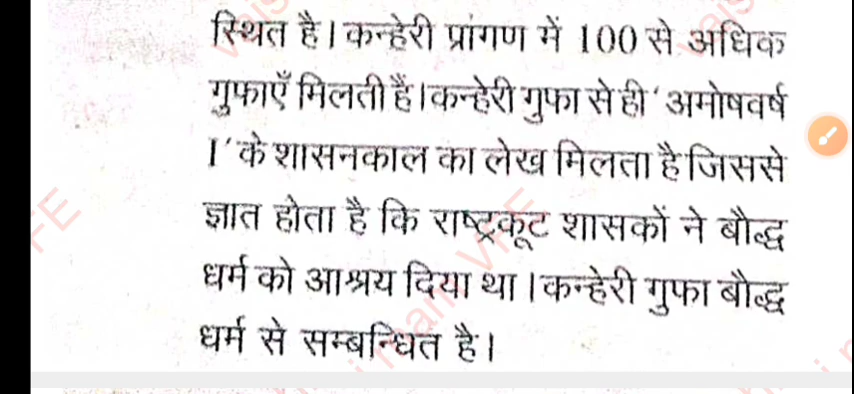 स्थित है। कन्हेरी प्रांगण में 100 से अधिक
गुफाएँ मिलती हैं।कन्हेरी गुफा से ही ‘अमोषवर्ष
I´ के शासनकाल का लेख मिलता है जिससे
ज्ञात होता है कि राष्ट्रकूट शासकों ने बौद्ध
धर्म को आश्रय दिया था।कन्हेरी गुफा बौद्ध
धर्म से सम्बन्धित है।